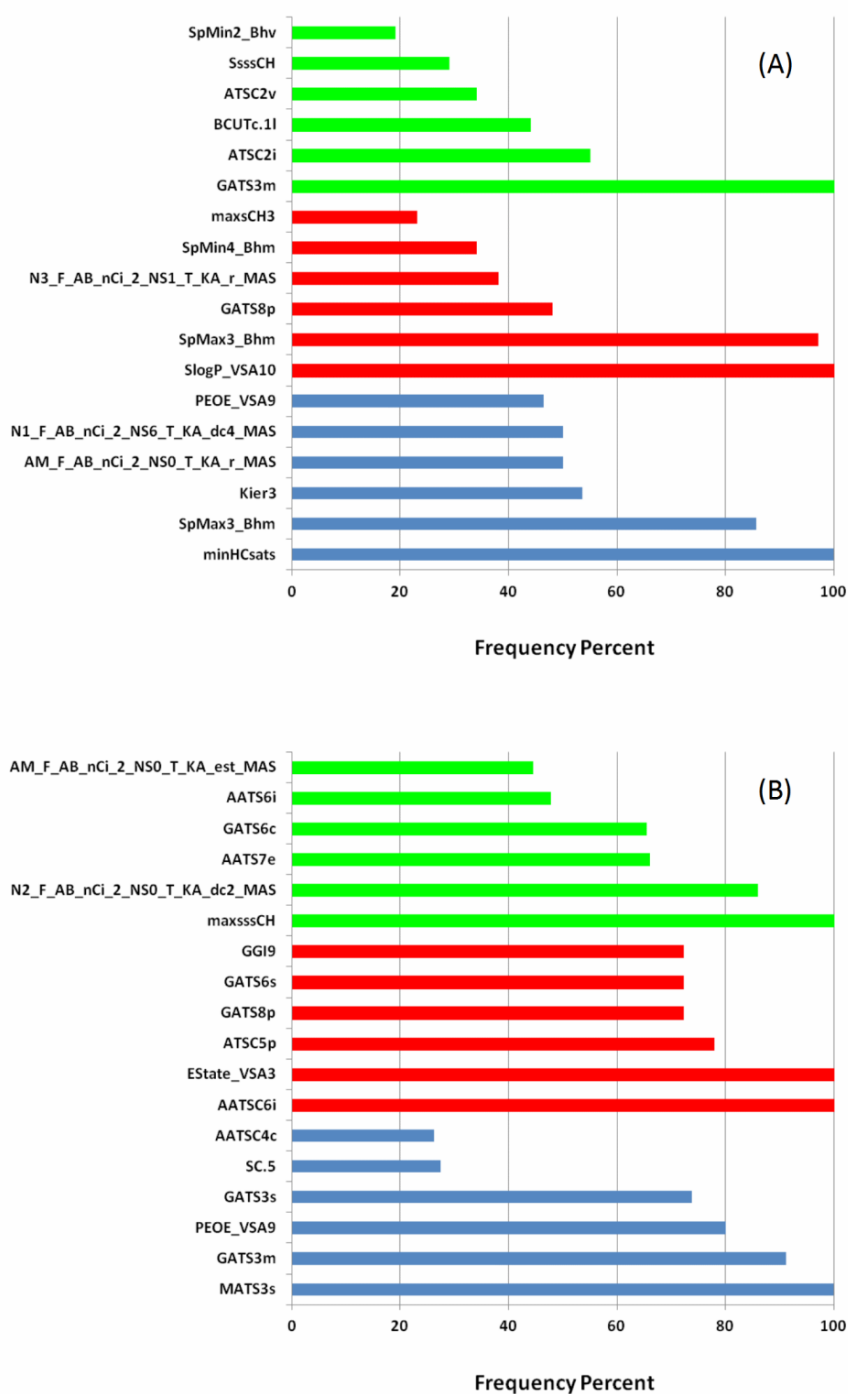 SpMin2_Bhv
(A)
SsssCH
ATSC2v
BCUTc.1l
ATSC2i
GATS3m
maxsCH3
SpMin4_Bhm
N3_F_AB_nCi_2_NS1_T_KA_r_MAS
GATS8p
SpMax3_Bhm
SlogP_VSA10
PEOE_VSA9
N1_F_AB_nCi_2_NS6_T_KA_dc4_MAS
AM_F_AB_nCi_2_NS0_T_KA_r_MAS
Kier3
SpMax3_Bhm
minHCsats
0 20 40 60 80 100
Frequency Percent
AM_F_AB_nCi_2_NS0_T_KA_est_MAS
(B)
AATS6i
GATS6c
AATS7e
N2_F_AB_nCi_2_NS0_T_KA_dc2_MAS
maxsssCH
GGI9
GATS6s
GATS8p
ATSC5p
EState_VSA3
AATSC6i
AATSC4c
SC.5
GATS3s
PEOE_VSA9
GATS3m
MATS3s
0 20 40 60 80 100
Frequency Percent